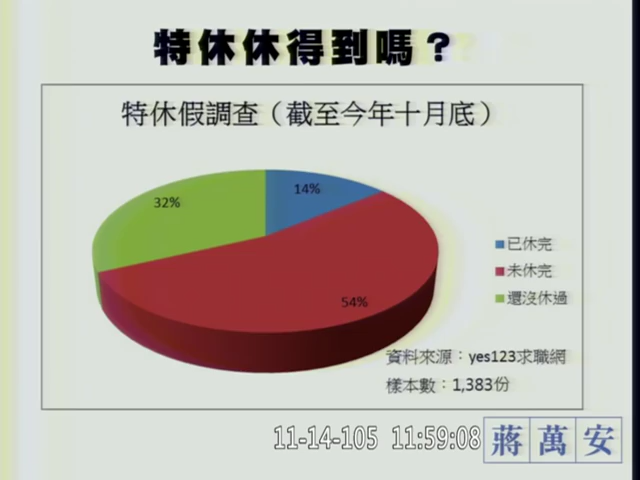 特休休得到嗎？
特休假調查（截至今年十月底）
14%
32%
54%
已休完
未休完
還沒休過
資料來源：yes123求職網
樣本數：1,383份
11-14-105 11:59:08
蔣萬安